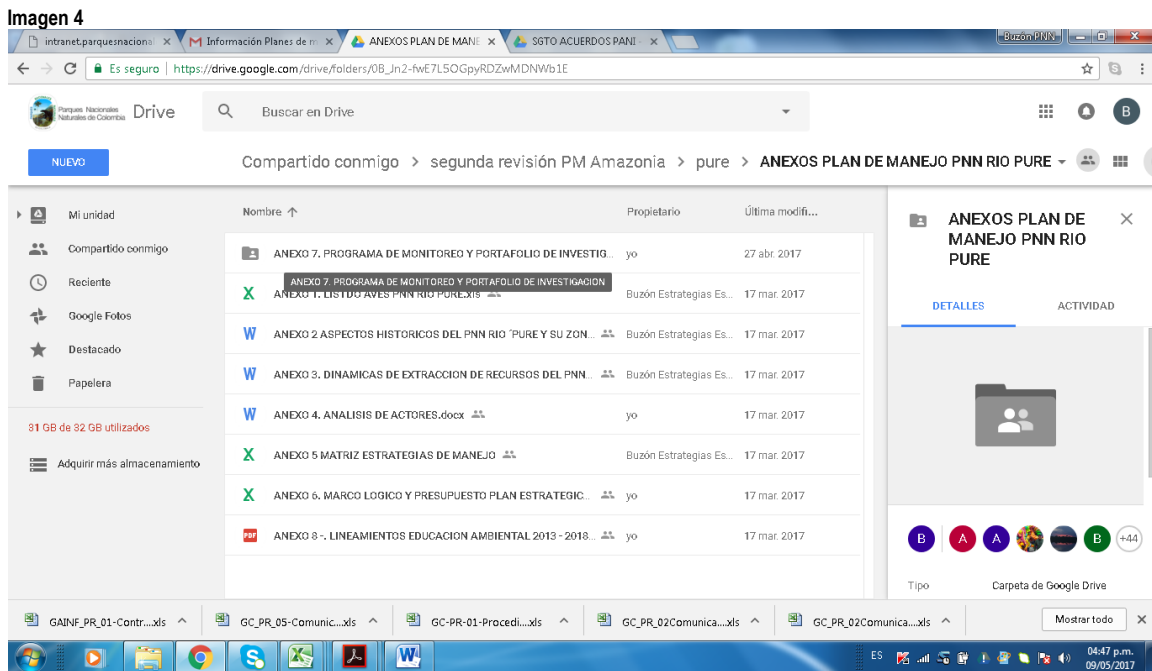 Imagen 4
intranet.parquesnacional
Información Planes de m
ANEXOS PLAN DE MANE
SGTO ACUERDOS PANI -
Buzón PNN
Es seguro | https://drive.google.com/drive/folders/0B_Jn2-fwE7L5OGpyRDZwMDNWb1E
Parques Nacionales Naturales de Colombia
Drive
Buscar en Drive
B
NUEVO
Compartido conmigo > segunda revisión PM Amazonia > pure > ANEXOS PLAN DE MANEJO PNN RIO PURE
Mi unidad
Compartido conmigo
Reciente
Google Fotos
Destacado
Papelera
31 GB de 32 GB utilizados
Adquirir más almacenamiento
Nombre Propietario Última modifi...
ANEXO 7. PROGRAMA DE MONITOREO Y PORTAFOLIO DE INVESTIG... yo 27 abr. 2017
ANEXO 7. PROGRAMA DE MONITOREO Y PORTAFOLIO DE INVESTIGACION
ANEXO 1. LISTDO AVES PNN RIO PURE.xls Buzón Estrategias Es... 17 mar. 2017
ANEXO 2 ASPECTOS HISTORICOS DEL PNN RIO ¨PURE Y SU ZON... Buzón Estrategias Es... 17 mar. 2017
ANEXO 3. DINAMICAS DE EXTRACCION DE RECURSOS DEL PNN... Buzón Estrategias Es... 17 mar. 2017
ANEXO 4. ANALISIS DE ACTORES.docx yo 17 mar. 2017
ANEXO 5 MATRIZ ESTRATEGIAS DE MANEJO Buzón Estrategias Es... 17 mar. 2017
ANEXO 6. MARCO LOGICO Y PRESUPUESTO PLAN ESTRATEGIC... yo 17 mar. 2017
PDF ANEXO 8 -. LINEAMIENTOS EDUCACION AMBIENTAL 2013 - 2018... yo 17 mar. 2017
ANEXOS PLAN DE
MANEJO PNN RIO
PURE
DETALLES ACTIVIDAD
B A A B +44
Tipo Carpeta de Google Drive
GAINF_PR_01-Contr....xls
GC_PR_05-Comunic....xls
GC-PR-01-Procedi....xls
GC_PR_02Comunica....xls
GC_PR_02Comunica....xls
Mostrar todo
ES
04:47 p.m.
09/05/2017